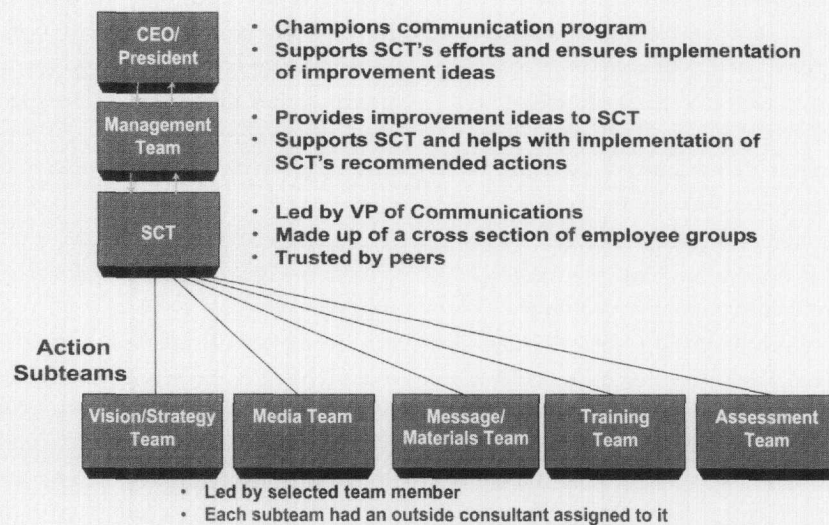 CEO/
President
• Champions communication program
• Supports SCT's efforts and ensures implementation
of improvement ideas
Management
Team
• Provides improvement ideas to SCT
• Supports SCT and helps with implementation of
SCT's recommended actions
SCT
• Led by VP of Communications
• Made up of a cross section of employee groups
• Trusted by peers
Action
Subteams
Vision/Strategy
Team
Media Team
Message/
Materials Team
Training
Team
Assessment
Team
• Led by selected team member
• Each subteam had an outside consultant assigned to it